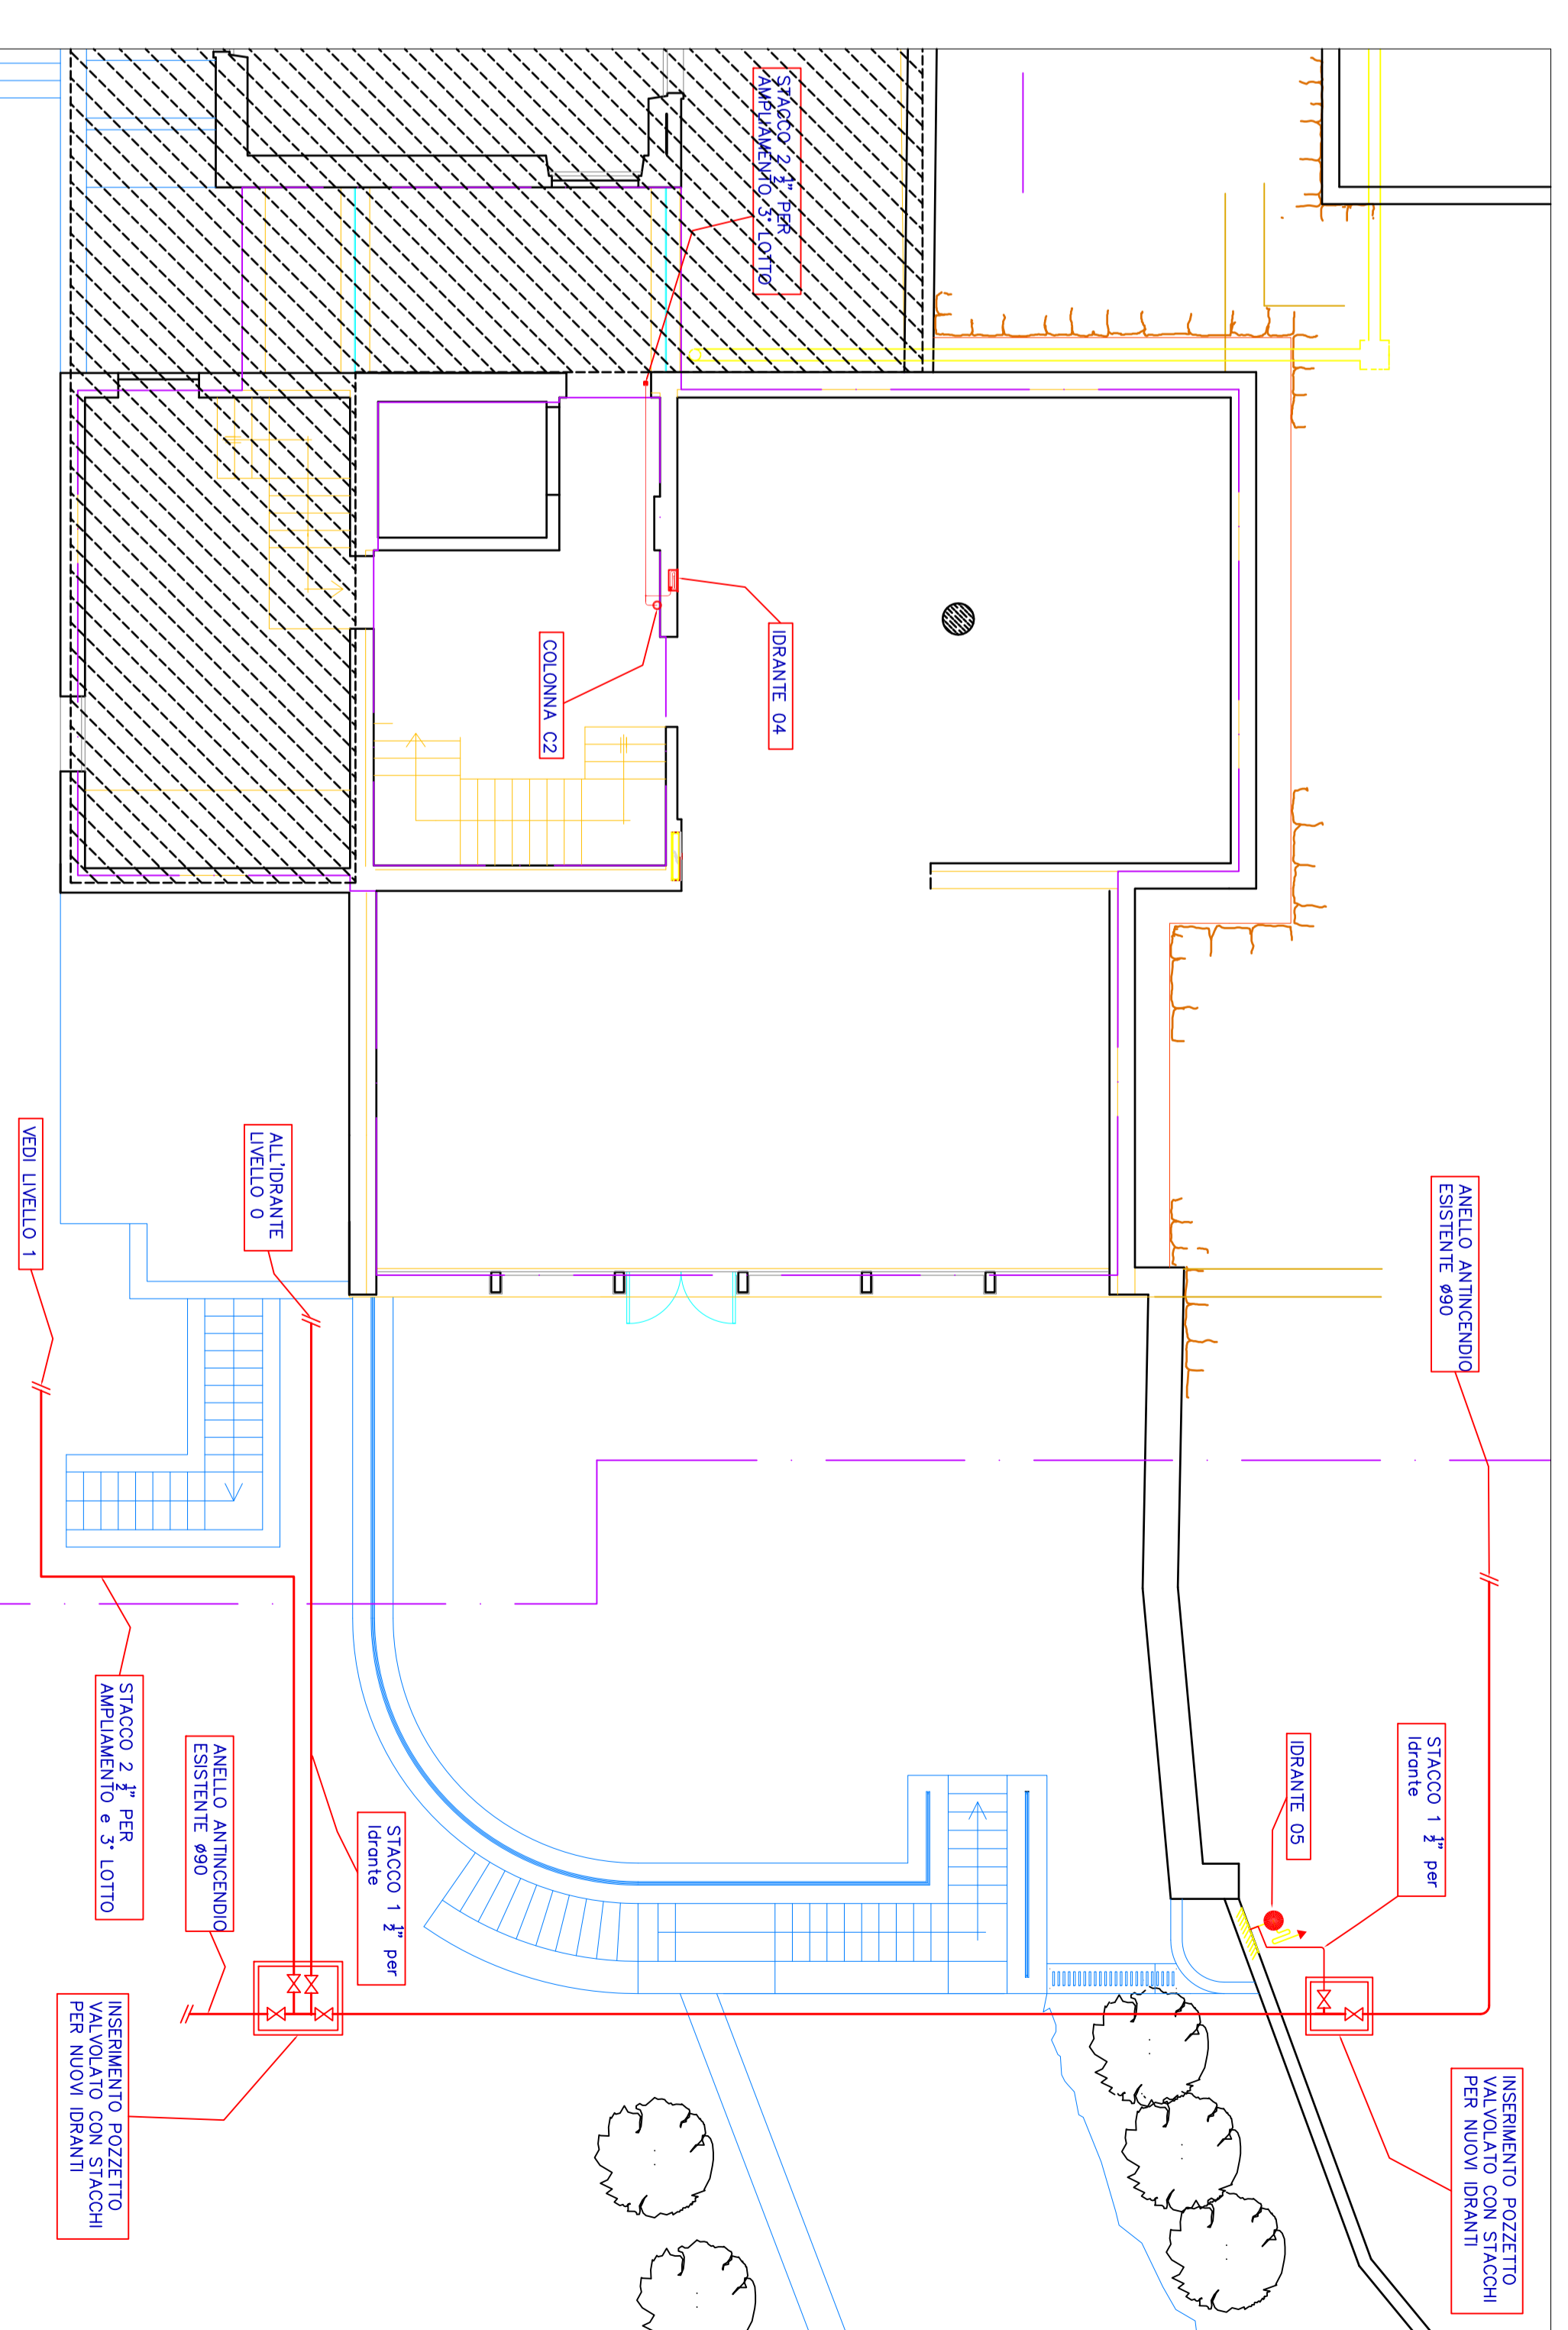 STACCO 2 1/2" PER
AMPLIAMENTO 3° LOTTO
IDRANTE 04
COLONNA C2
ANELLO ANTINCENDIO
ESISTENTE ø90
ALL'IDRANTE
LIVELLO 0
VEDI LIVELLO 1
STACCO 1 1/2" per
Idrante
IDRANTE 05
STACCO 1 1/2" per
Idrante
STACCO 2 1/2" PER
AMPLIAMENTO e 3° LOTTO
ANELLO ANTINCENDIO
ESISTENTE ø90
INSERIMENTO POZZETTO
VALVOLATO CON STACCHI
PER NUOVI IDRANTI
INSERIMENTO POZZETTO
VALVOLATO CON STACCHI
PER NUOVI IDRANTI